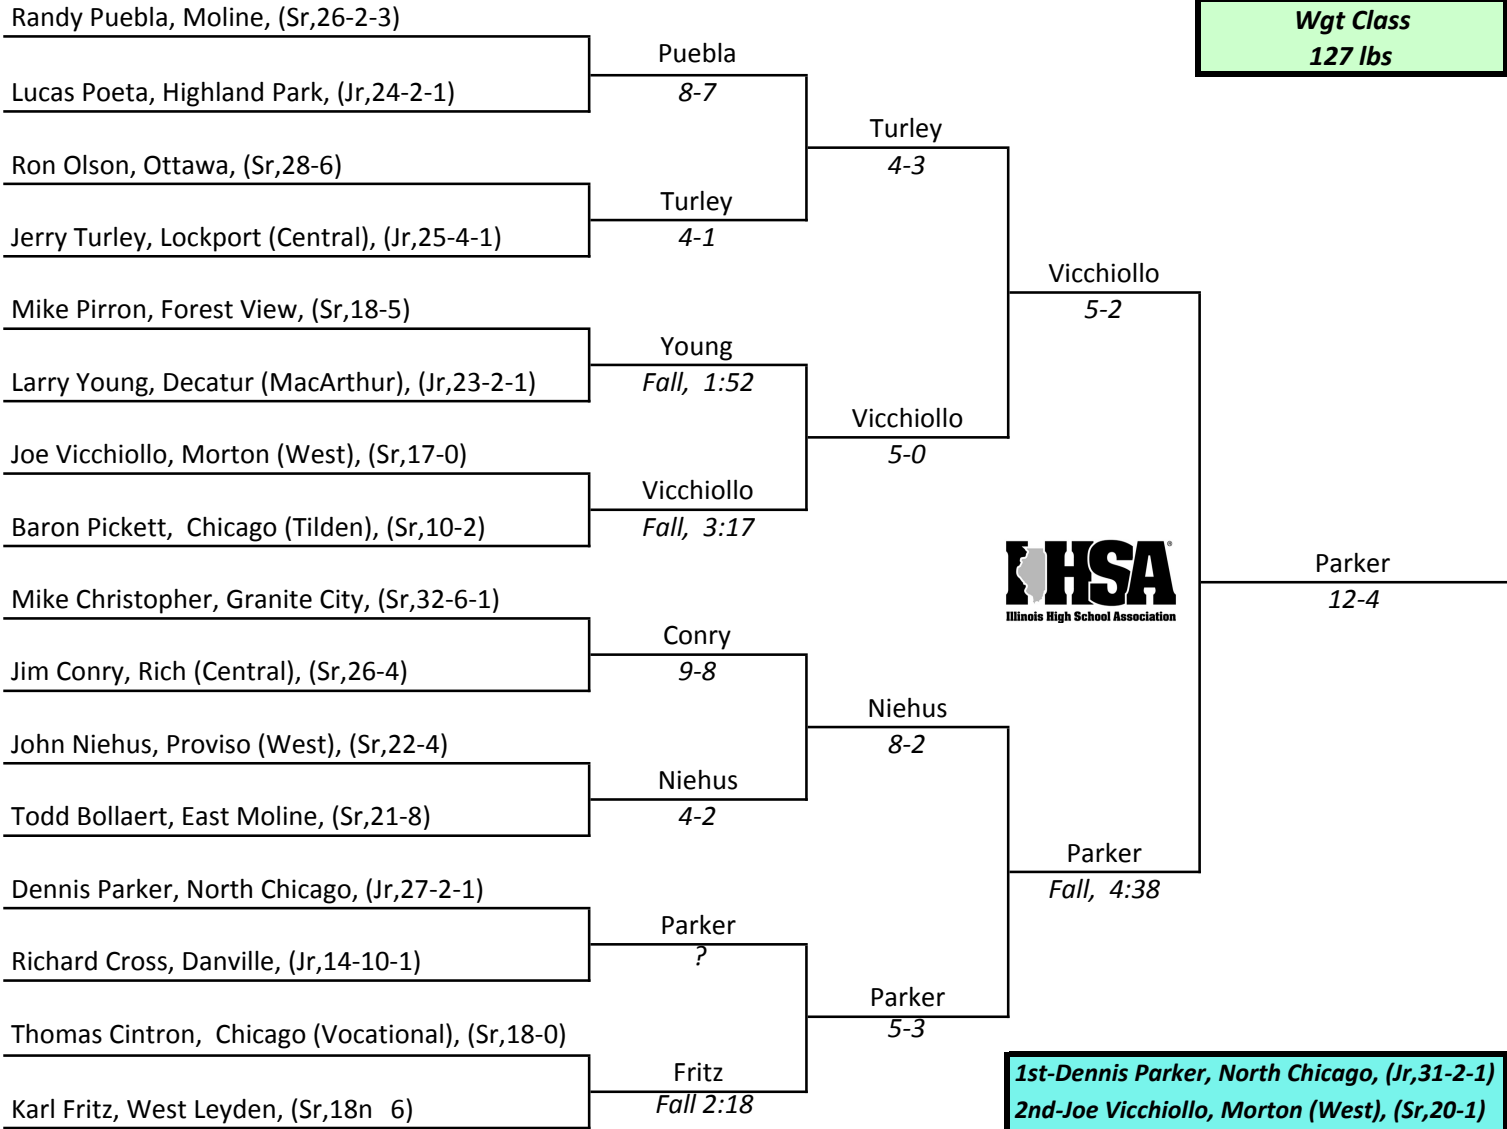 Randy Puebla, Moline, (Sr,26-2-3)
Wgt Class
127 lbs
Puebla
8-7
Lucas Poeta, Highland Park, (Jr,24-2-1)
Turley
4-3
Ron Olson, Ottawa, (Sr,28-6)
Turley
4-1
Jerry Turley, Lockport (Central), (Jr,25-4-1)
Vicchiollo
5-2
Mike Pirron, Forest View, (Sr,18-5)
Young
Fall,  1:52
Larry Young, Decatur (MacArthur), (Jr,23-2-1)
Vicchiollo
5-0
Joe Vicchiollo, Morton (West), (Sr,17-0)
Vicchiollo
Fall,  3:17
Baron Pickett,  Chicago (Tilden), (Sr,10-2)
IHSA
Illinois High School Association
Parker
12-4
Mike Christopher, Granite City, (Sr,32-6-1)
Conry
9-8
Jim Conry, Rich (Central), (Sr,26-4)
Niehus
8-2
John Niehus, Proviso (West), (Sr,22-4)
Niehus
4-2
Todd Bollaert, East Moline, (Sr,21-8)
Parker
Fall,  4:38
Dennis Parker, North Chicago, (Jr,27-2-1)
Parker
?
Richard Cross, Danville, (Jr,14-10-1)
Parker
5-3
Thomas Cintron,  Chicago (Vocational), (Sr,18-0)
Fritz
Fall 2:18
Karl Fritz, West Leyden, (Sr,18n   6)
1st-Dennis Parker, North Chicago, (Jr,31-2-1)
2nd-Joe Vicchiollo, Morton (West), (Sr,20-1)